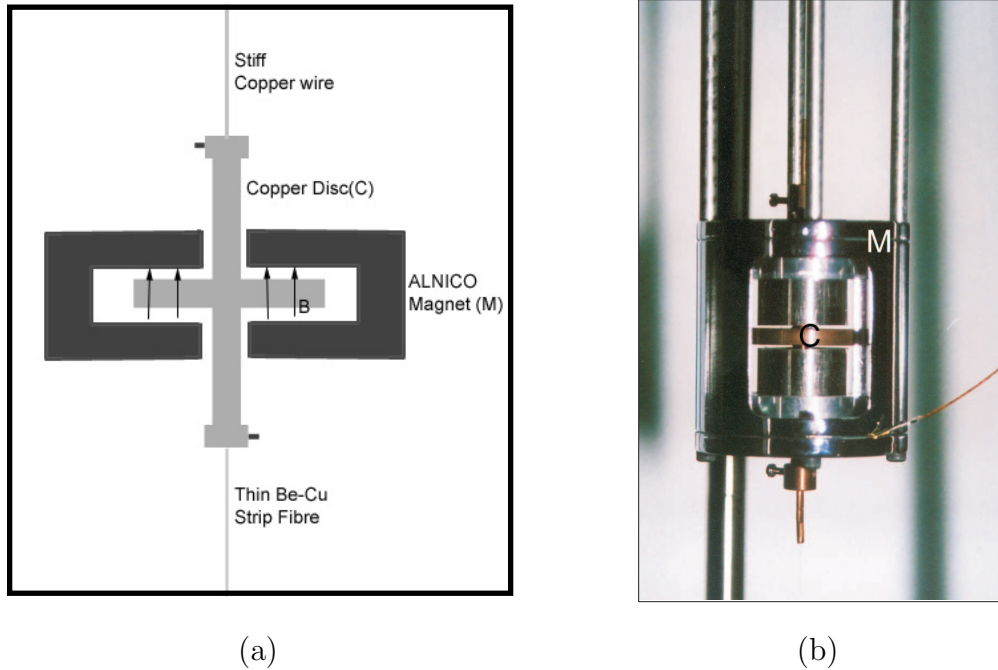 Stiff
Copper wire
Copper Disc(C)
ALNICO
Magnet (M)
B
Thin Be-Cu
Strip Fibre
M
C
(a)
(b)